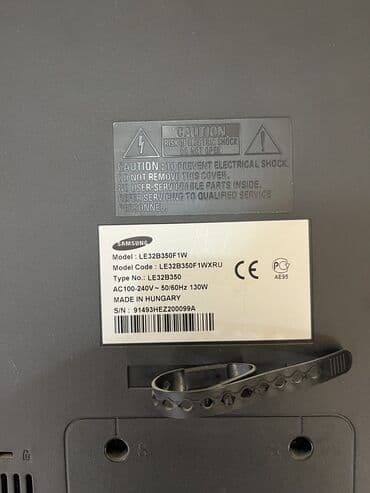 CAUTION
RISK OF ELECTRIC SHOCK
DO NOT OPEN
CAUTION : TO PREVENT ELECTRICAL SHOCK,
DO NOT REMOVE THIS COVER.
NO USER-SERVICEABLE PARTS INSIDE.
REFER SERVICING TO QUALIFIED SERVICE
PERSONNEL.
SAMSUNG
Model : LE32B350F1W
Model Code : LE32B350F1WXRU
Type No.: LE32B350
AC100-240V~ 50/60Hz 130W
MADE IN HUNGARY
S/N : 91493HEZ200099A
CE
АЕ95